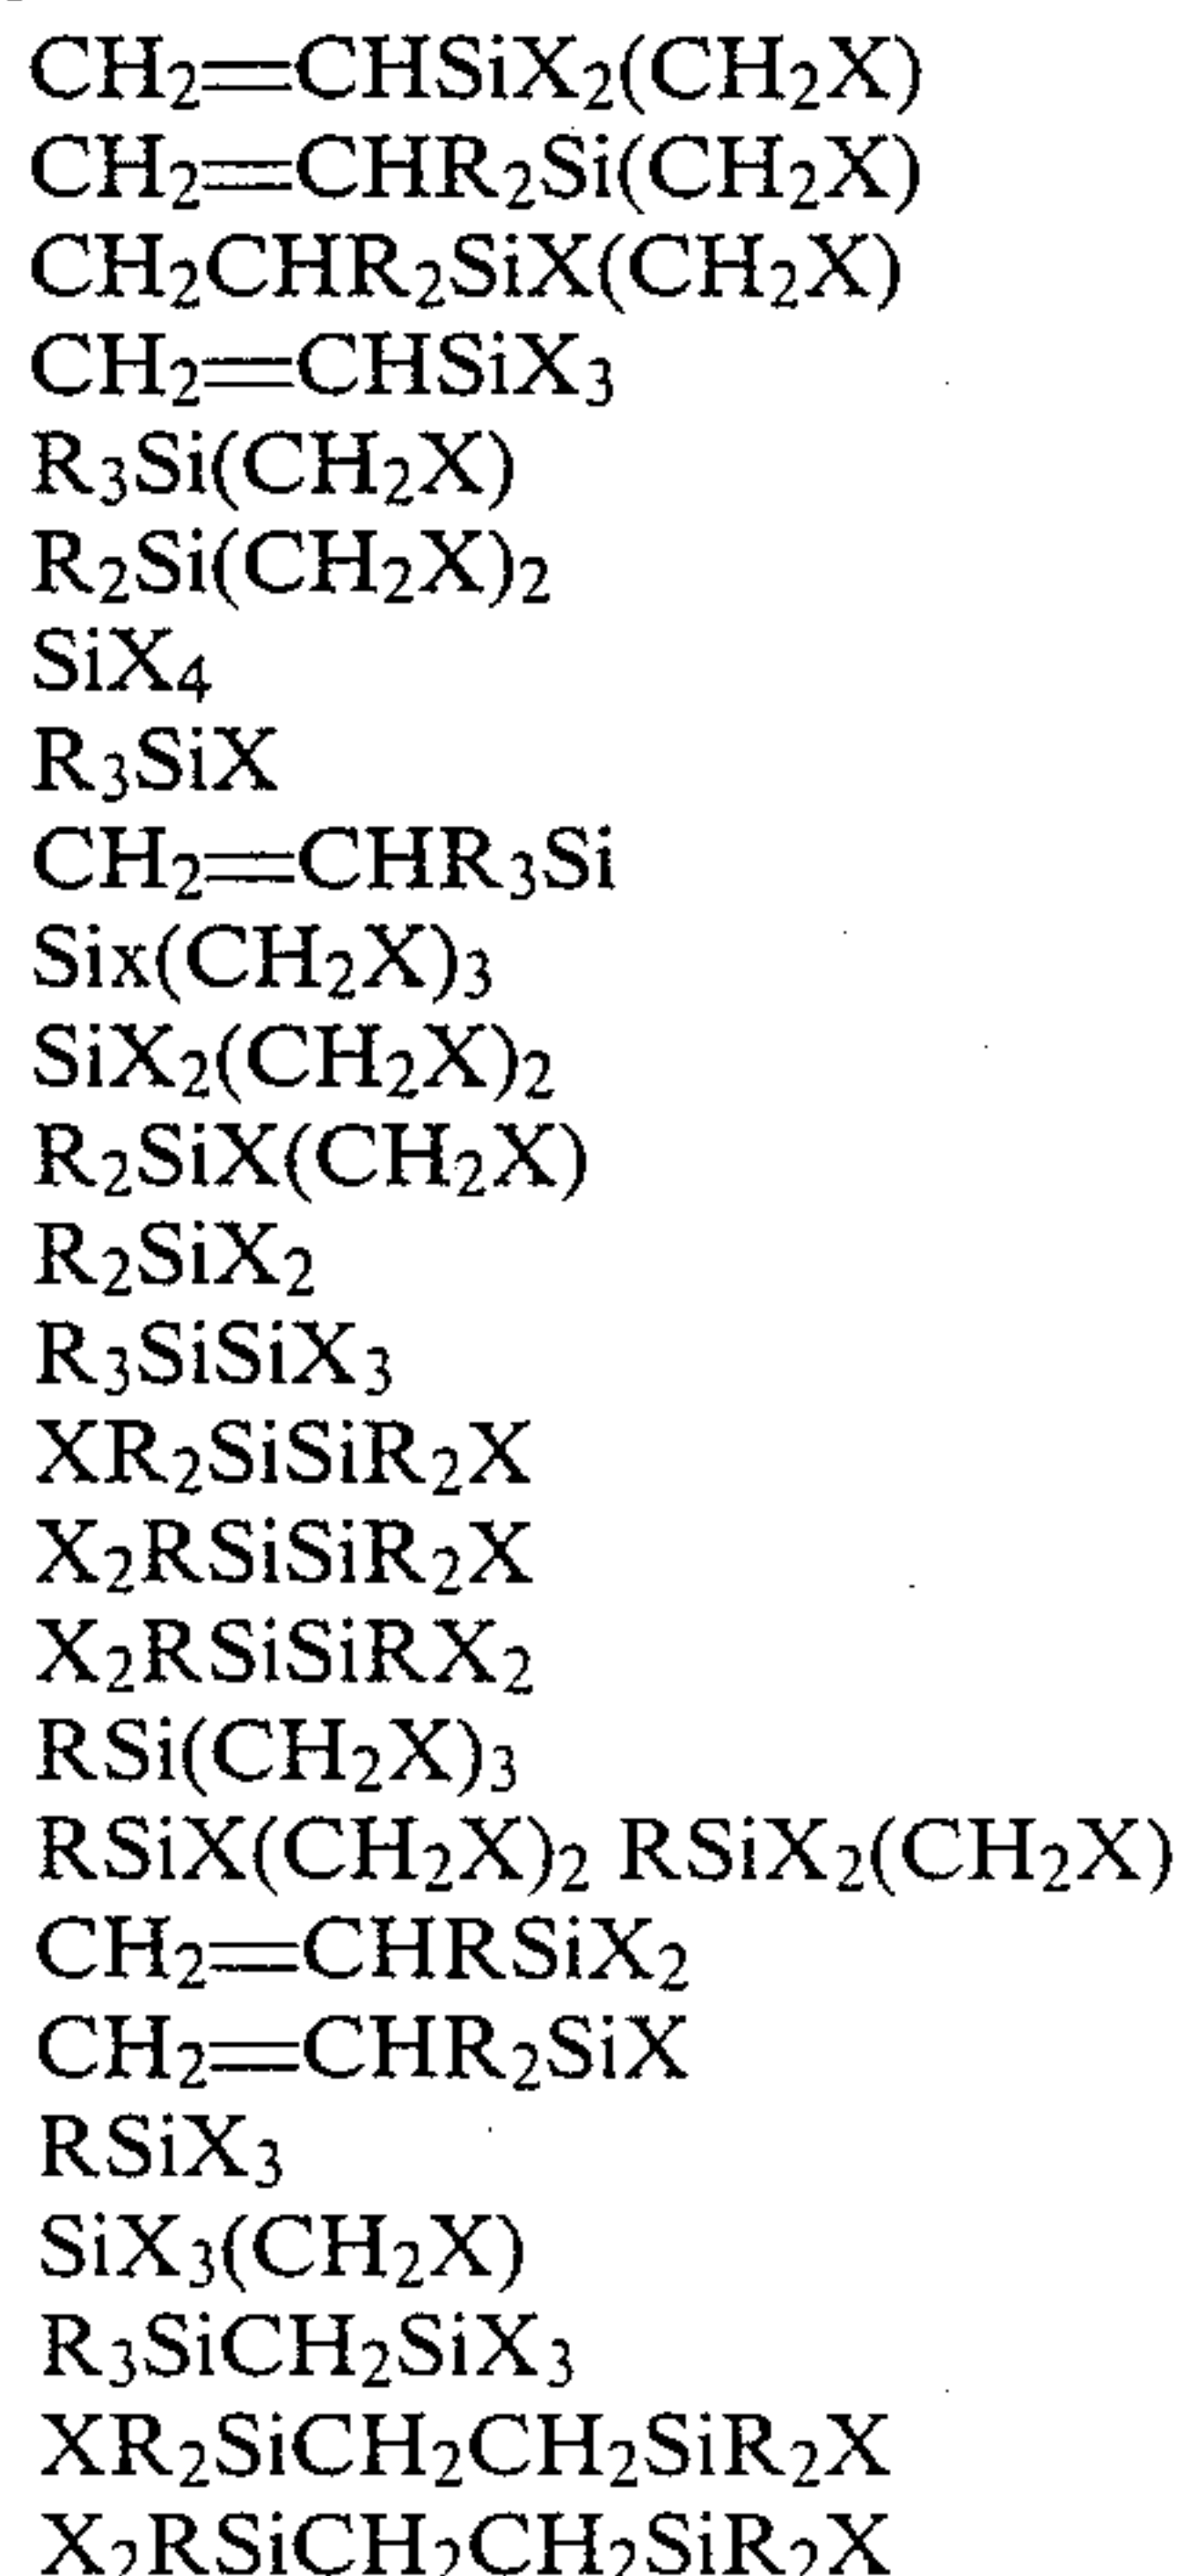 CH₂=CHSiX₂(CH₂X)
CH₂=CHR₂Si(CH₂X)
CH₂CHR₂SiX(CH₂X)
CH₂=CHSiX₃
R₃Si(CH₂X)
R₂Si(CH₂X)₂
SiX₄
R₃SiX
CH₂=CHR₃Si
Six(CH₂X)₃
SiX₂(CH₂X)₂
R₂SiX(CH₂X)
R₂SiX₂
R₃SiSiX₃
XR₂SiSiR₂X
X₂RSiSiR₂X
X₂RSiSiRX₂
RSi(CH₂X)₃
RSiX(CH₂X)₂ RSiX₂(CH₂X)
CH₂=CHRSiX₂
CH₂=CHR₂SiX
RSiX₃
SiX₃(CH₂X)
R₃SiCH₂SiX₃
XR₂SiCH₂CH₂SiR₂X
X₂RSiCH₂CH₂SiR₂X